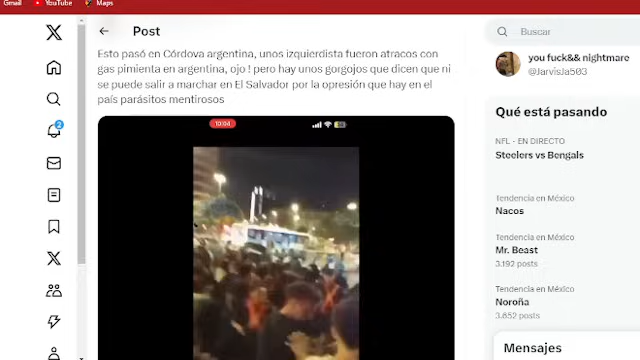 Gmail YouTube Maps
Post
Buscar
Esto pasó en Córdova argentina, unos izquierdista fueron atracos con
gas pimienta en argentina, ojo ! pero hay unos gorgojos que dicen que ni
se puede salir a marchar en El Salvador por la opresión que hay en el
país parásitos mentirosos
10:04
2
you fuck&& nightmare
@JarvisJa503
Qué está pasando
NFL - EN DIRECTO
Steelers vs Bengals
Tendencia en México
Nacos
Tendencia en México
Mr. Beast
3.192 posts
Tendencia en México
Noroña
3.652 posts
Mensajes